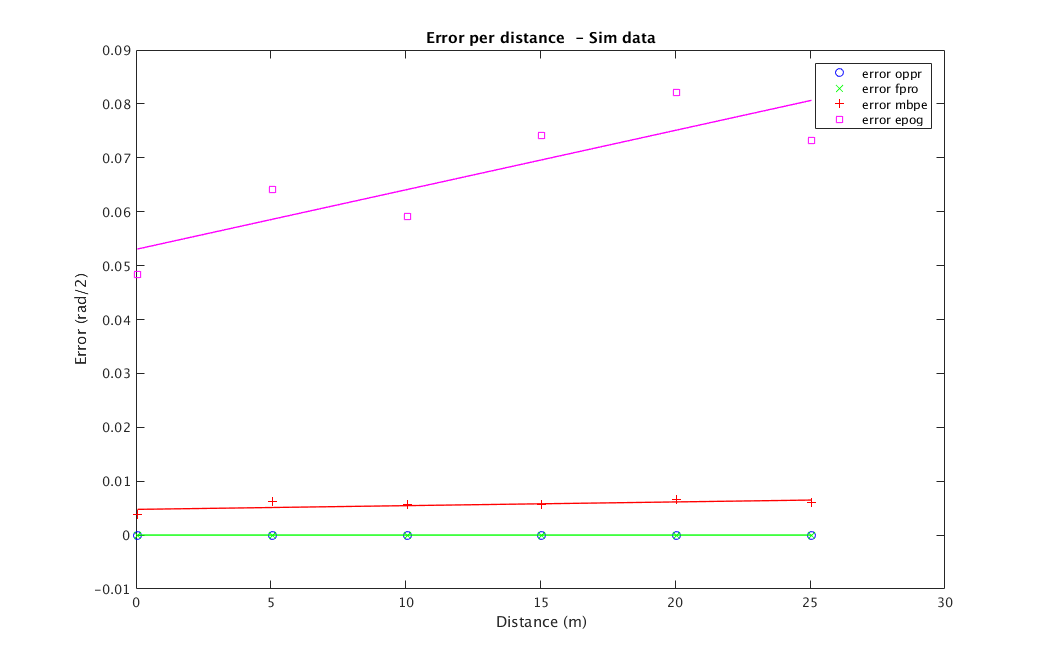 Error per distance - Sim data
error oppr
error fpro
error mbpe
error epog
Error (rad/2)
0.09
0.08
0.07
0.06
0.05
0.04
0.03
0.02
0.01
0
-0.01
0 5 10 15 20 25 30
Distance (m)